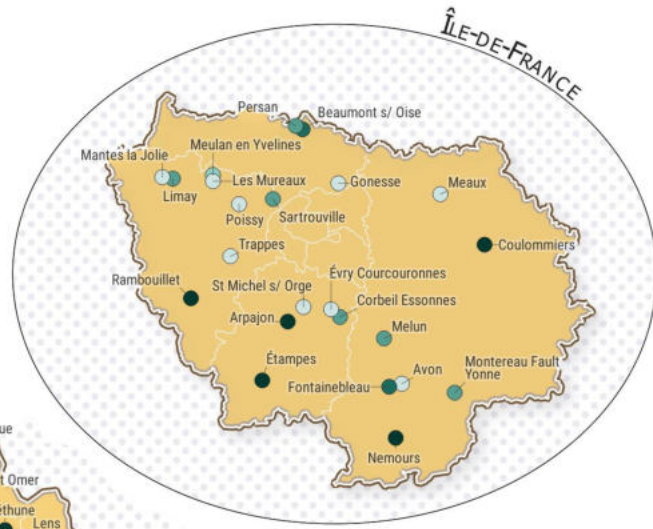 ÎLE-DE-FRANCE
Persan
Beaumont s/ Oise
Meulan en Yvelines
Mantes la Jolie
Les Mureaux
Gonesse
Meaux
Limay
Poissy
Sartrouville
Trappes
Coulommiers
Rambouillet
St Michel s/ Orge
Évry Courcouronnes
Corbeil Essonnes
Arpajon
Melun
Étampes
Avon
Montereau Fault
Yonne
Fontainebleau
Nemours
ue
t Omer
éthune
Lens